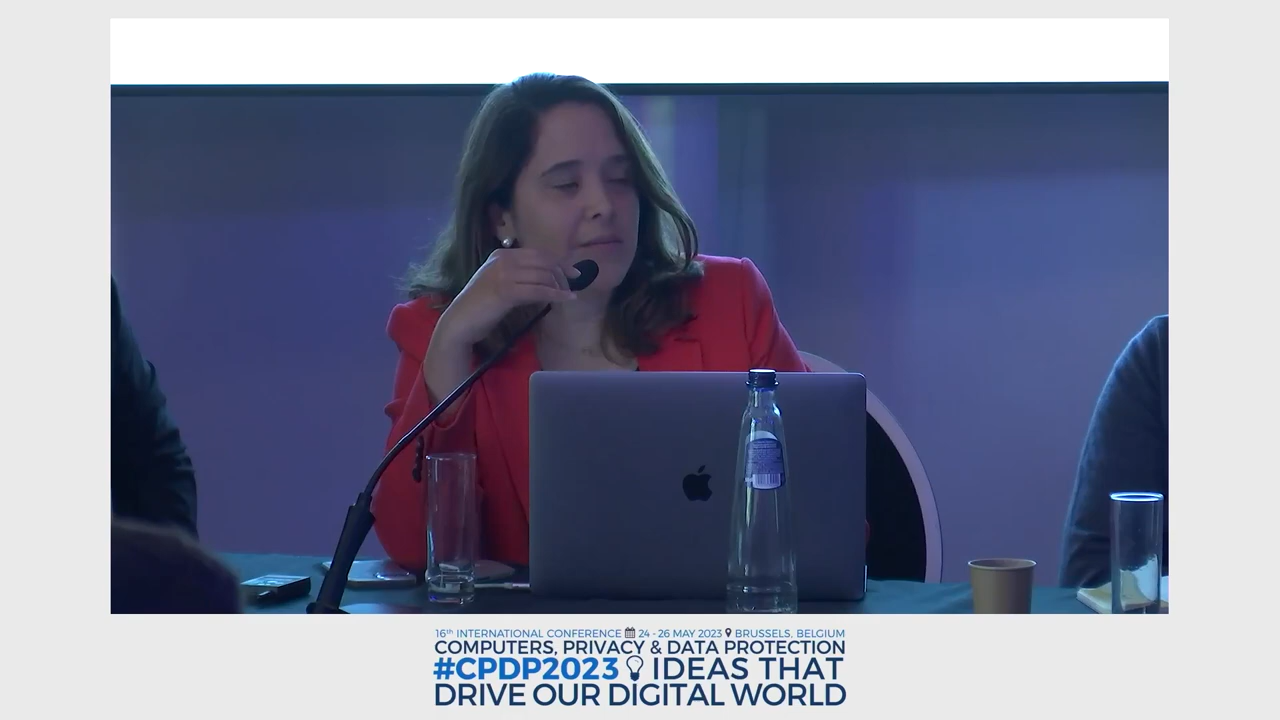 16th INTERNATIONAL CONFERENCE 24 - 26 MAY 2023 BRUSSELS, BELGIUM
COMPUTERS, PRIVACY & DATA PROTECTION
#CPDP2023 IDEAS THAT
DRIVE OUR DIGITAL WORLD